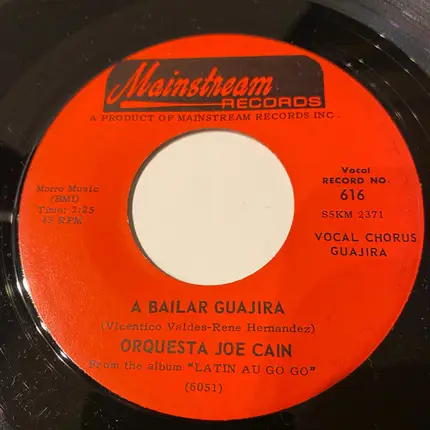 Mainstream
RECORDS
A PRODUCT OF MAINSTREAM RECORDS INC.
Morro Music
(BMI)
Time: 2:25
45 RPM
Vocal
RECORD NO.
616
S5KM 2371
VOCAL CHORUS
GUAJIRA
A BAILAR GUAJIRA
(Vicentico Valdes-Rene Hernandez)
ORQUESTA JOE CAIN
From the album "LATIN AU GO GO"
(6051)